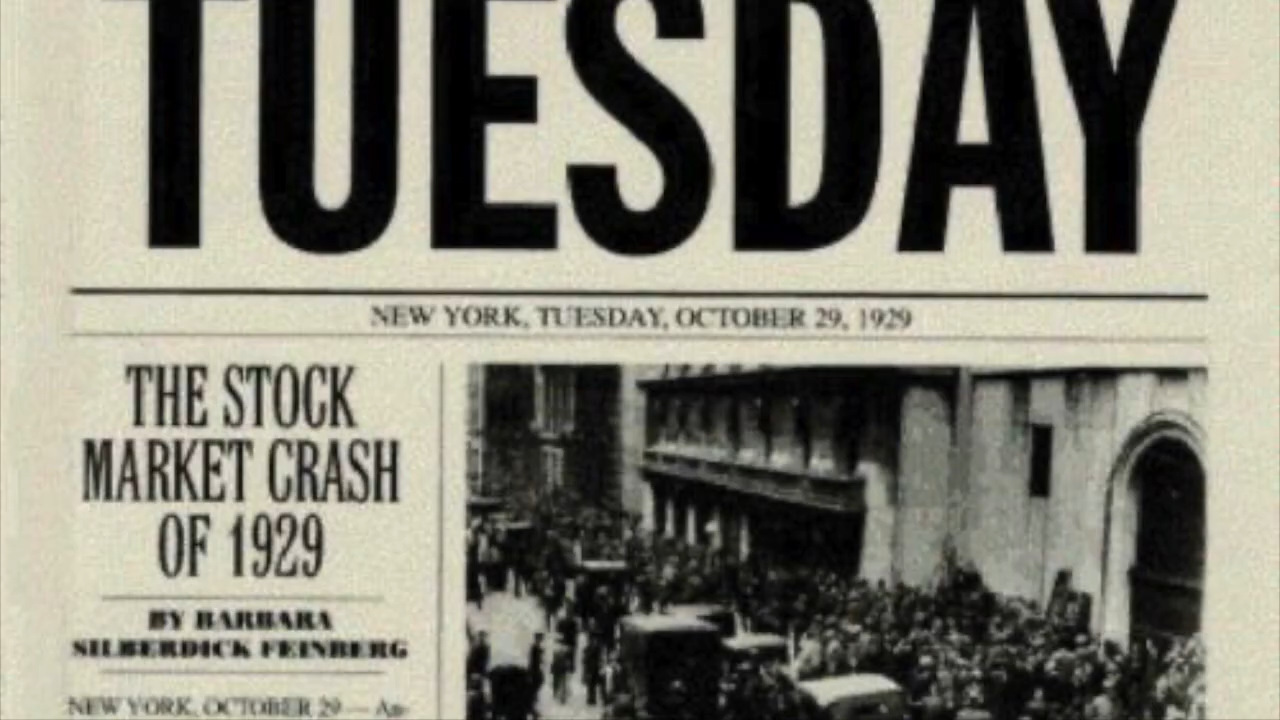 TUESDAY
NEW YORK, TUESDAY, OCTOBER 29, 1929
THE STOCK
MARKET CRASH
OF 1929
BY BARBARA
SILBERDICK FEINBERG
NEW YORK, OCTOBER 29 — An-